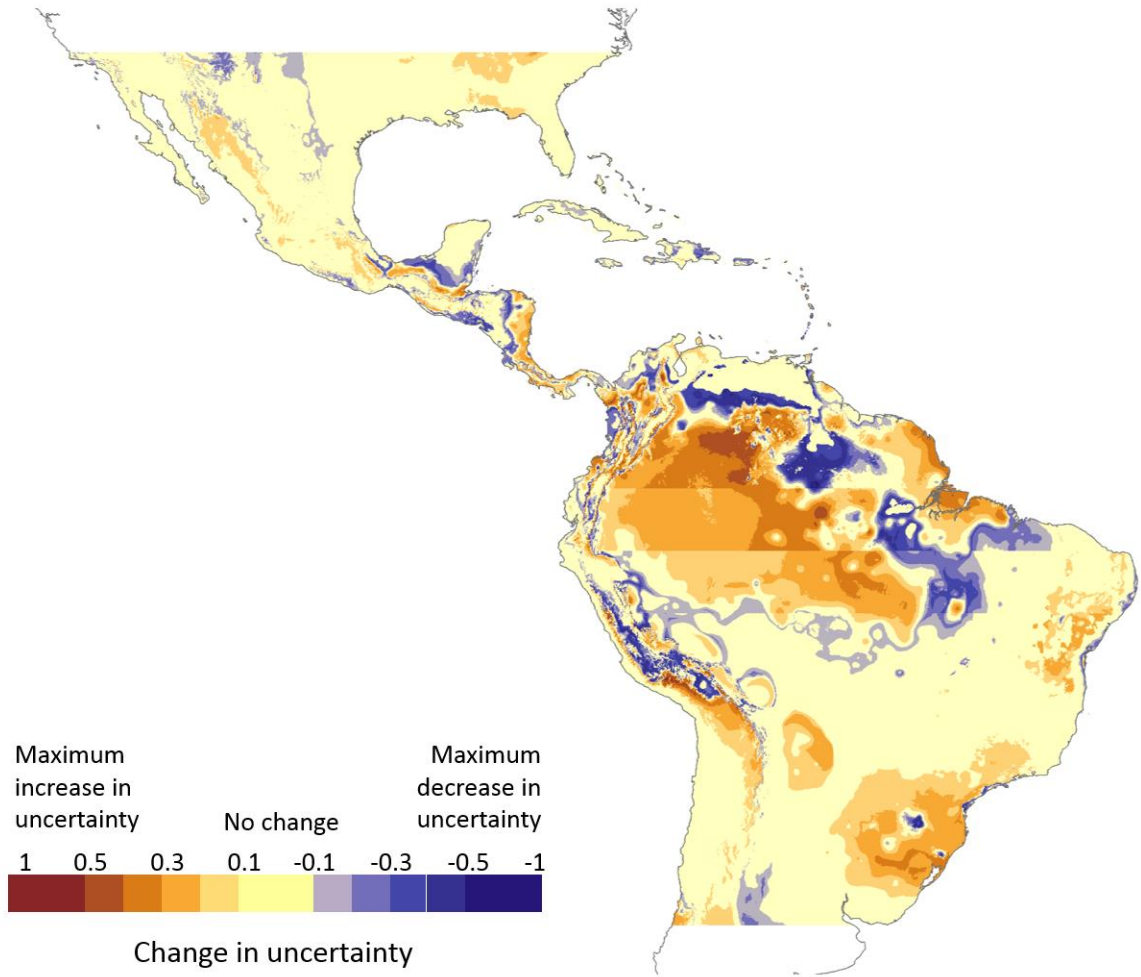 Maximum
increase in
uncertainty
No change
Maximum
decrease in
uncertainty
1 0.5 0.3 0.1 -0.1 -0.3 -0.5 -1
Change in uncertainty